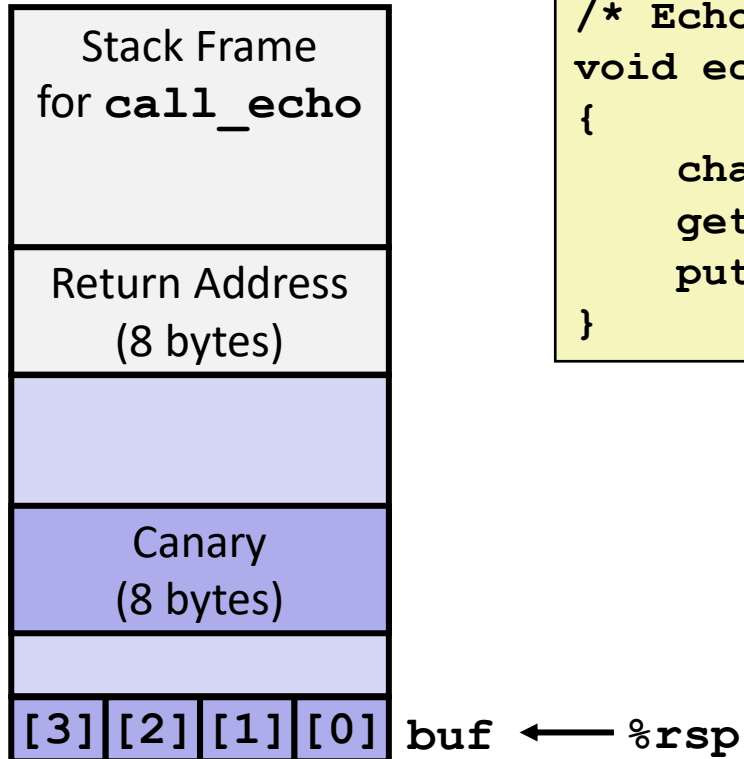 Stack Frame
for call_echo
Return Address
(8 bytes)
Canary
(8 bytes)
[3] [2] [1] [0] buf ← %rsp
/* Echo
void ec
{
cha
get
put
}